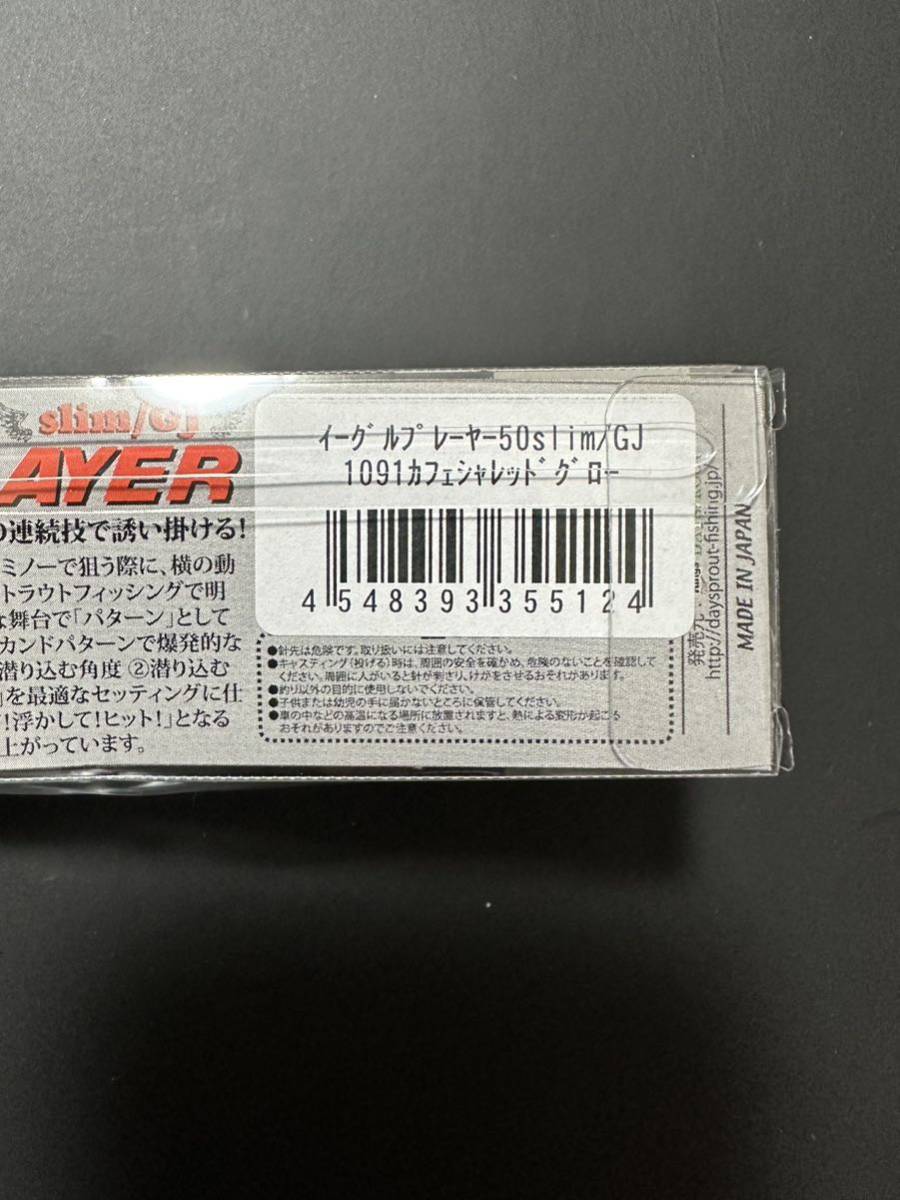 slim/GJ
AYER
の連続技で誘い掛ける!
ミノーで狙う際に、横の動
トラウトフィッシングで明
な舞台で「パターン」として
カンドパターンで爆発的な
潜り込む角度 ②潜り込む
」を最適なセッティングに仕
!浮かして!ヒット!」となる
上がっています。
ｲｰｸﾞﾙﾌﾟﾚｰﾔｰ50slim/GJ
1091ｶﾌｪｼｬﾚｯﾄﾞｸﾞﾛｰ
4 548393 355124
●針先は危険です。取り扱いには注意してください。
●キャスティング(投げる)時は、周囲の安全を確かめ、危険のないことを確認して
ください。周囲に人がいると針が刺さり、けがをさせるおそれがあります。
●釣り以外の目的に使用しないでください。
●子供または幼児の手に届かないところに保管してください。
●車の中などの高温になる場所に放置されますと、熱による変形が起こる
おそれがありますのでご注意ください。
発売元:
http://daysprout-fishing.jp/
MADE IN JAPAN